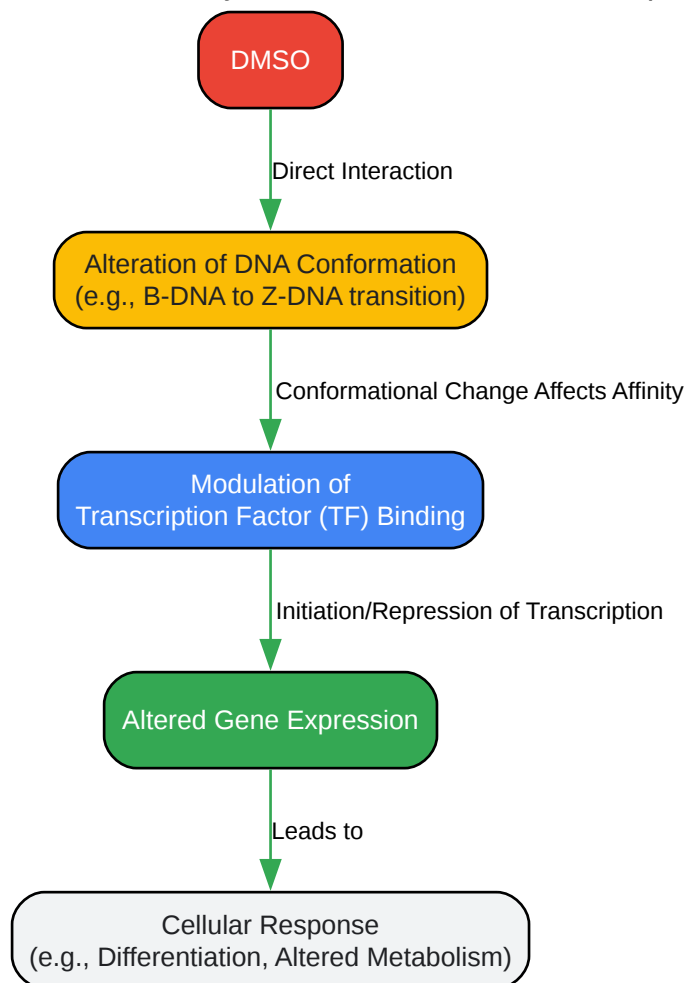 DMSO
Direct Interaction
Alteration of DNA Conformation
(e.g., B-DNA to Z-DNA transition)
Conformational Change Affects Affinity
Modulation of
Transcription Factor (TF) Binding
Initiation/Repression of Transcription
Altered Gene Expression
Leads to
Cellular Response
(e.g., Differentiation, Altered Metabolism)